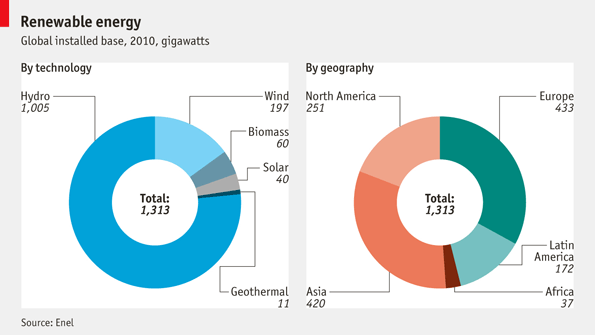 Renewable energy
Global installed base, 2010, gigawatts
By technology
Hydro
1,005
Wind
197
Biomass
60
Solar
40
Geothermal
11
Total:
1,313
By geography
North America
251
Europe
433
Latin
America
172
Africa
37
Asia
420
Total:
1,313
Source: Enel